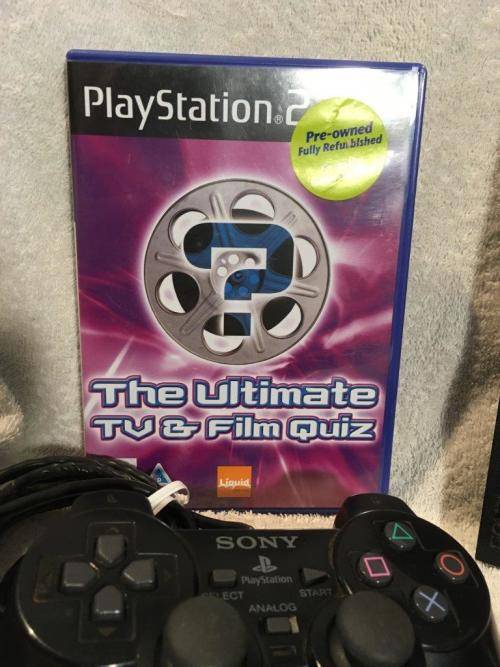 PlayStation®2
Pre-owned
Fully Refurbished
?
The Ultimate
TV & Film Quiz
Liquid
SONY
PlayStation
SELECT
START
ANALOG